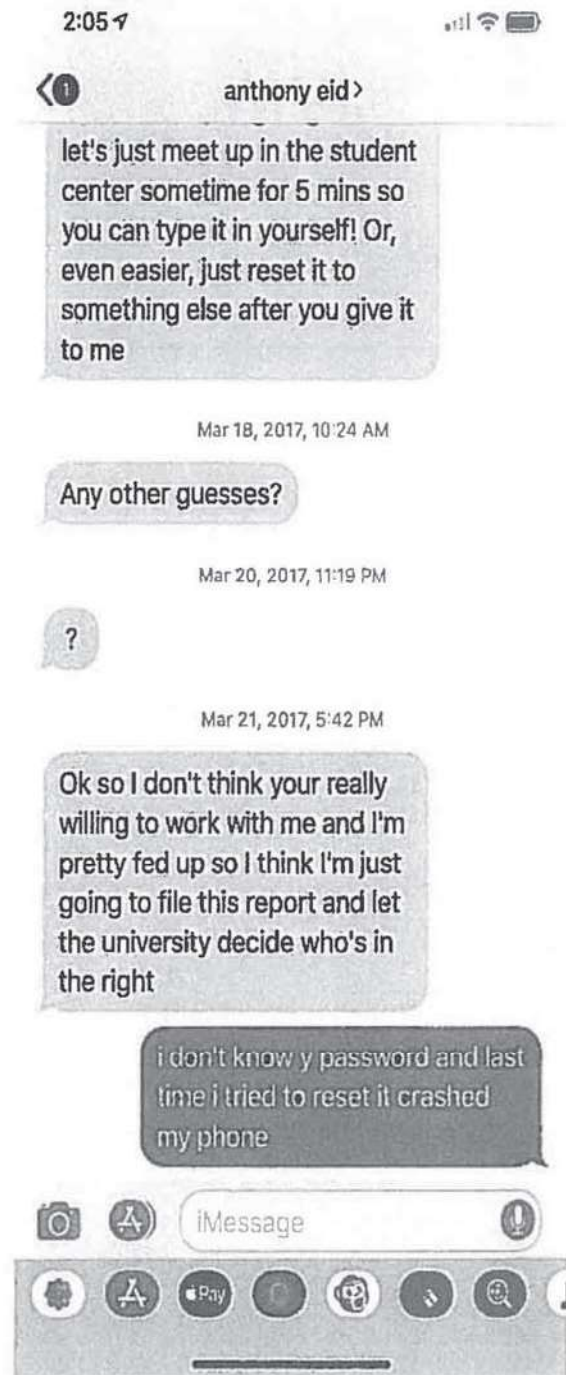 2:05
1
anthony eid >
let's just meet up in the student
center sometime for 5 mins so
you can type it in yourself! Or,
even easier, just reset it to
something else after you give it
to me
Mar 18, 2017, 10:24 AM
Any other guesses?
Mar 20, 2017, 11:19 PM
?
Mar 21, 2017, 5:42 PM
Ok so I don't think your really
willing to work with me and I'm
pretty fed up so I think I'm just
going to file this report and let
the university decide who's in
the right
i don't know y password and last
time i tried to reset it crashed
my phone
iMessage
Pay